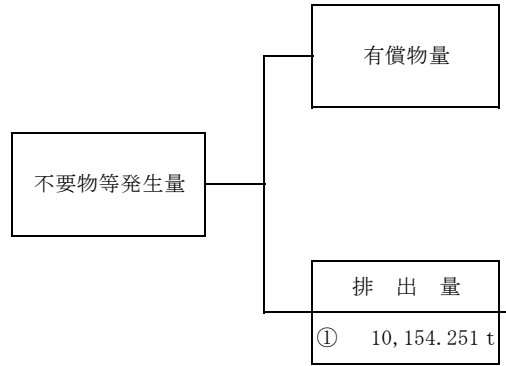 有償物量
不要物等発生量
排 出 量
① 10,154.251 t